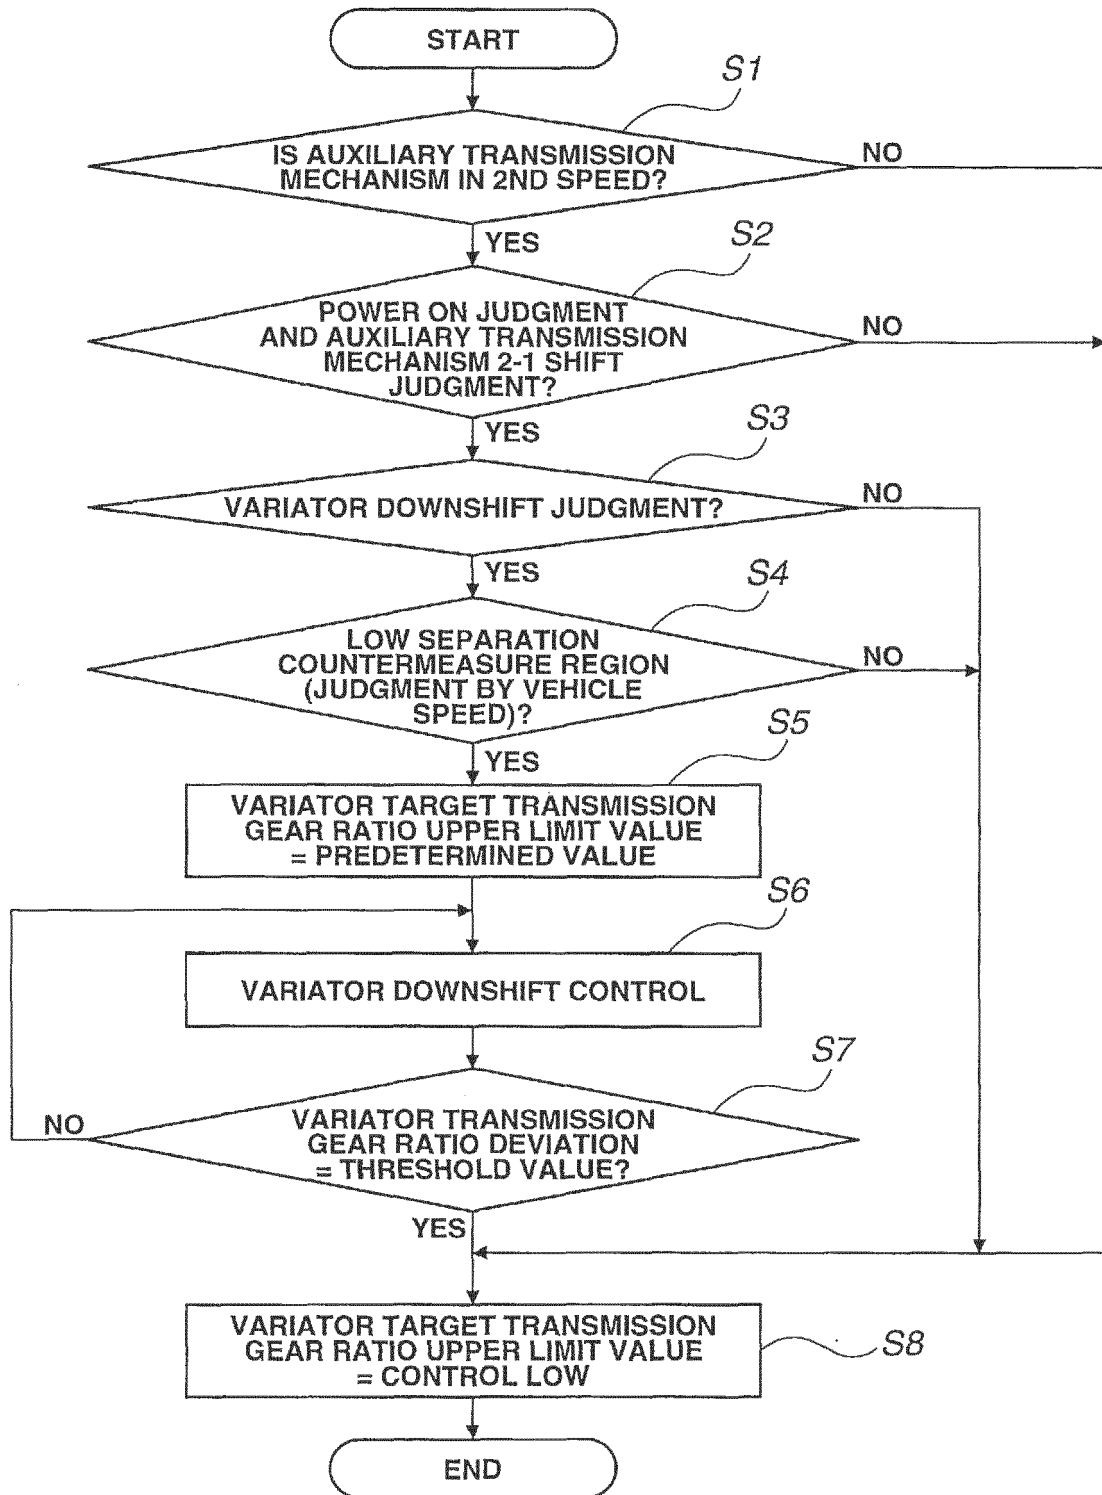 START
S1
IS AUXILIARY TRANSMISSION
MECHANISM IN 2ND SPEED?
NO
YES
S2
POWER ON JUDGMENT
AND AUXILIARY TRANSMISSION
MECHANISM 2-1 SHIFT
JUDGMENT?
NO
YES
S3
VARIATOR DOWNSHIFT JUDGMENT?
NO
YES
S4
LOW SEPARATION
COUNTERMEASURE REGION
(JUDGMENT BY VEHICLE
SPEED)?
NO
YES
S5
VARIATOR TARGET TRANSMISSION
GEAR RATIO UPPER LIMIT VALUE
= PREDETERMINED VALUE
S6
VARIATOR DOWNSHIFT CONTROL
S7
VARIATOR TRANSMISSION
GEAR RATIO DEVIATION
= THRESHOLD VALUE?
NO
YES
VARIATOR TARGET TRANSMISSION
GEAR RATIO UPPER LIMIT VALUE
= CONTROL LOW
S8
END